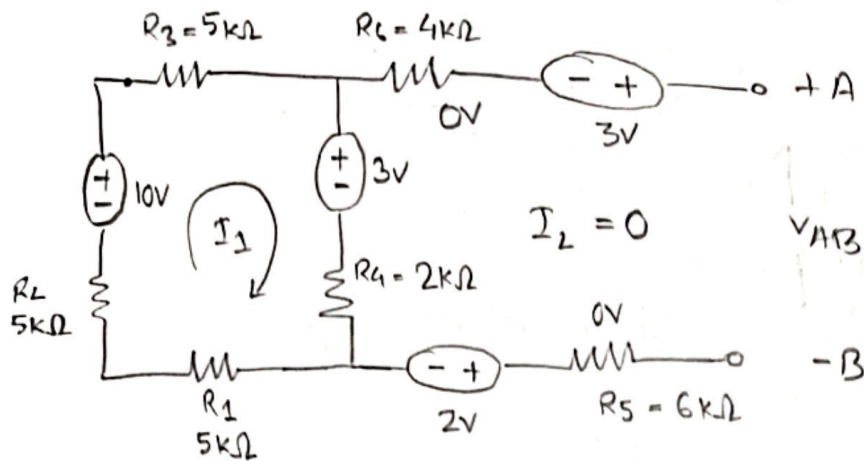 R3=5kΩ
R6=4kΩ
- +
+A
0V
3V
+
-
10V
+
-
3V
I1
I2 = 0
VAB
R2
5kΩ
R4=2kΩ
0V
- +
-B
R1
5kΩ
2V
R5=6kΩ